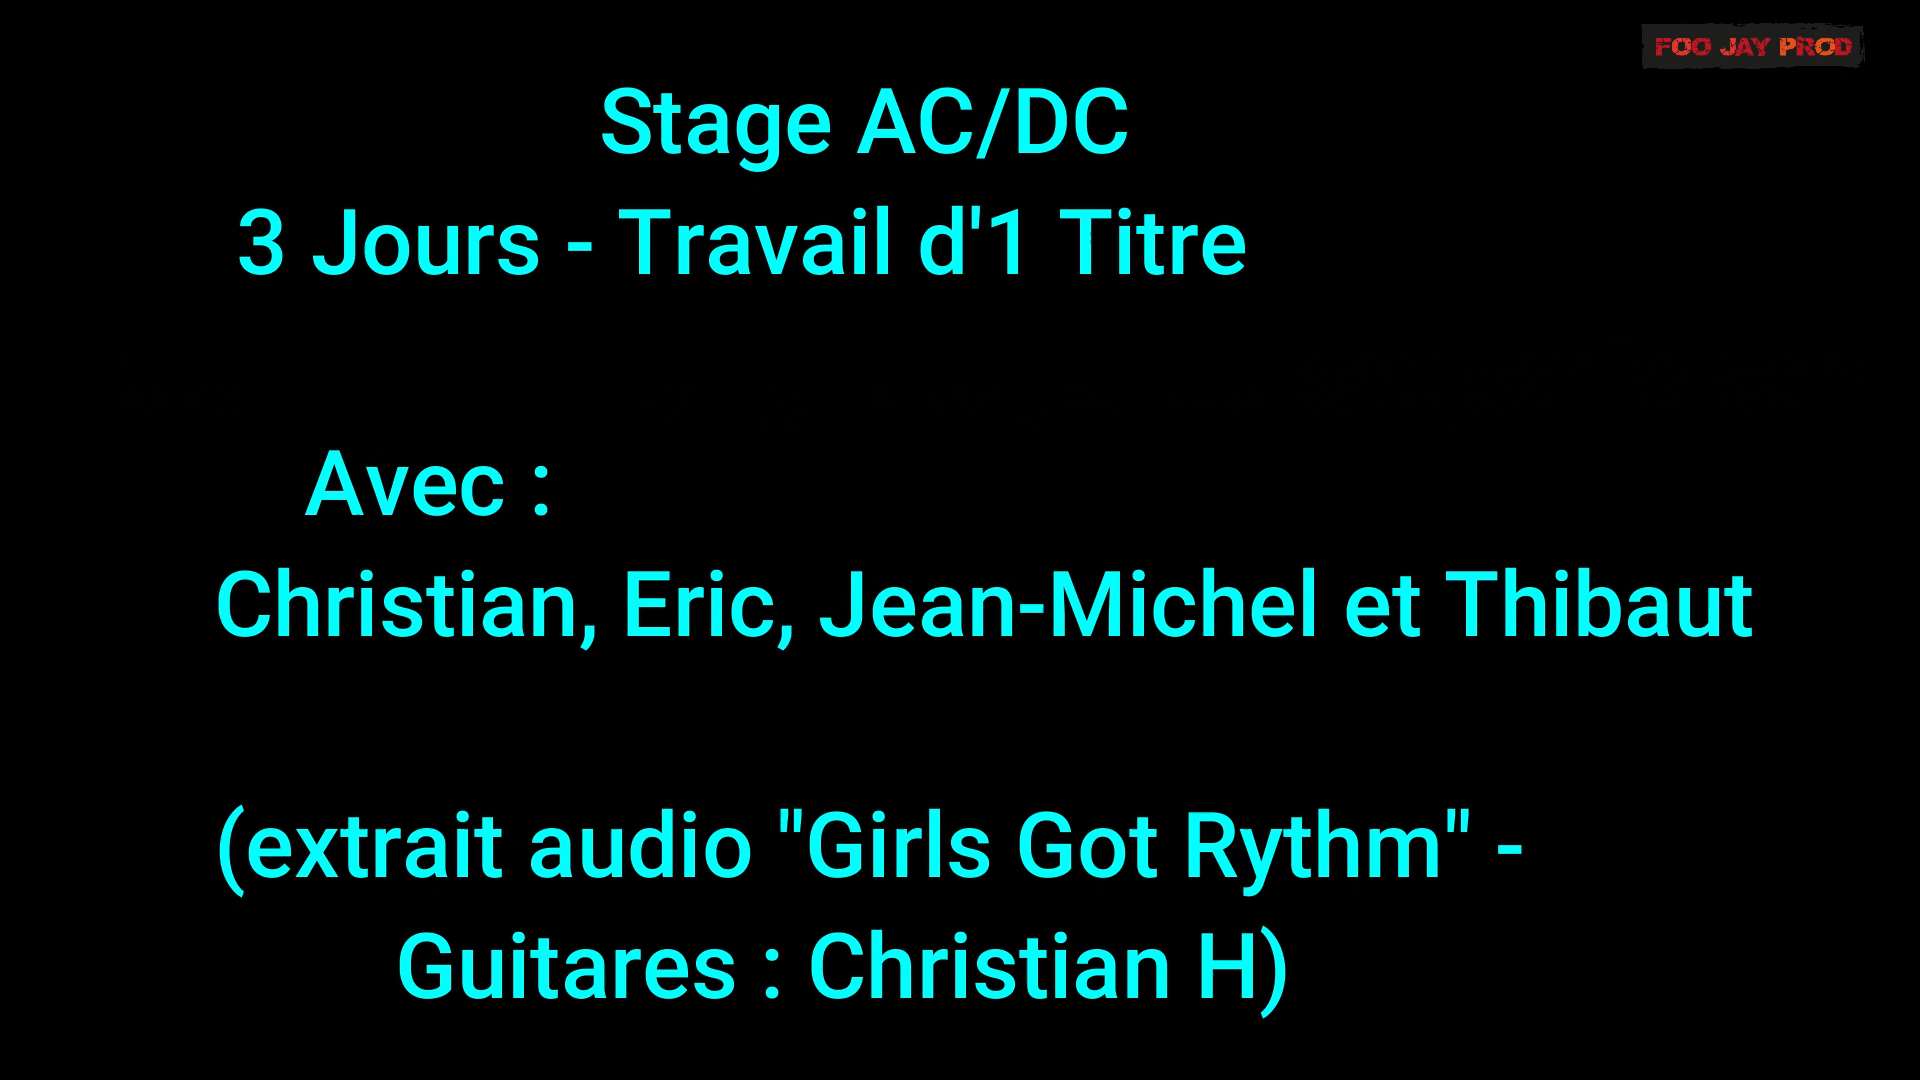 FOO JAY PROD
Stage AC/DC
3 Jours - Travail d'1 Titre
Avec :
Christian, Eric, Jean-Michel et Thibaut
(extrait audio "Girls Got Rythm" -
Guitares : Christian H)